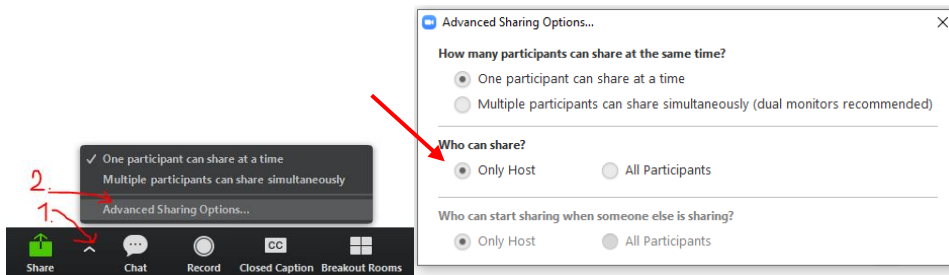 ✓ One participant can share at a time
Multiple participants can share simultaneously
2.
Advanced Sharing Options...
1.
Share
Chat
Record
CC
Closed Caption
Breakout Rooms
Advanced Sharing Options...
How many participants can share at the same time?
One participant can share at a time
Multiple participants can share simultaneously (dual monitors recommended)
Who can share?
Only Host All Participants
Who can start sharing when someone else is sharing?
Only Host All Participants